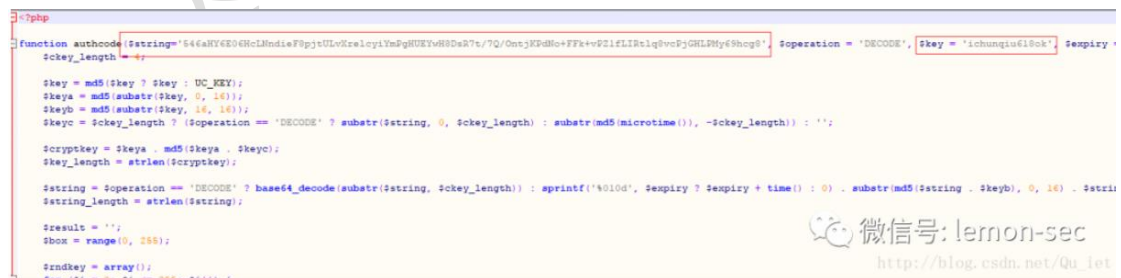 <?php
function authcode($string='$46aHY6E06HcLNndieF8pjtULvXrelcyiYmPgHUEYwH8DsR7t/7Q/OntjKPdNo+FFk+vPZlfLIRtlq8vcPjGHLPMy69hcg8', $operation = 'DECODE', $key = 'ichunqiu618ok', $expiry =
$ckey_length = 4;
$key = md5($key ? $key : UC_KEY);
$keya = md5(substr($key, 0, 16));
$keyb = md5(substr($key, 16, 16));
$keyc = $ckey_length ? ($operation == 'DECODE' ? substr($string, 0, $ckey_length) : substr(md5(microtime()), -$ckey_length)) : '';
$cryptkey = $keya . md5($keya . $keyc);
$key_length = strlen($cryptkey);
$string = $operation == 'DECODE' ? base64_decode(substr($string, $ckey_length)) : sprintf('%010d', $expiry ? $expiry + time() : 0) . substr(md5($string . $keyb), 0, 16) . $strin
$string_length = strlen($string);
$result = '';
$box = range(0, 255);
$rndkey = array();
微信号: lemon-sec
http://blog.csdn.net/Qu_iet